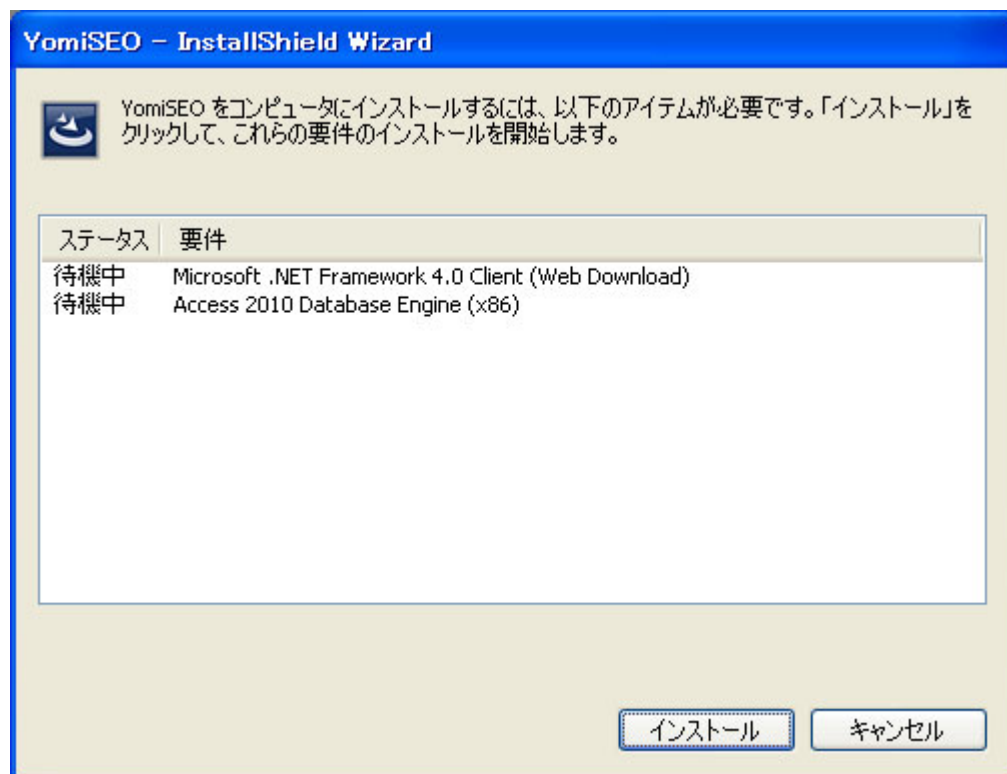 YomiSEO - InstallShield Wizard
YomiSEO をコンピュータにインストールするには、以下のアイテムが必要です。「インストール」を
クリックして、これらの要件のインストールを開始します。
ステータス 要件
待機中 Microsoft .NET Framework 4.0 Client (Web Download)
待機中 Access 2010 Database Engine (x86)
インストール キャンセル